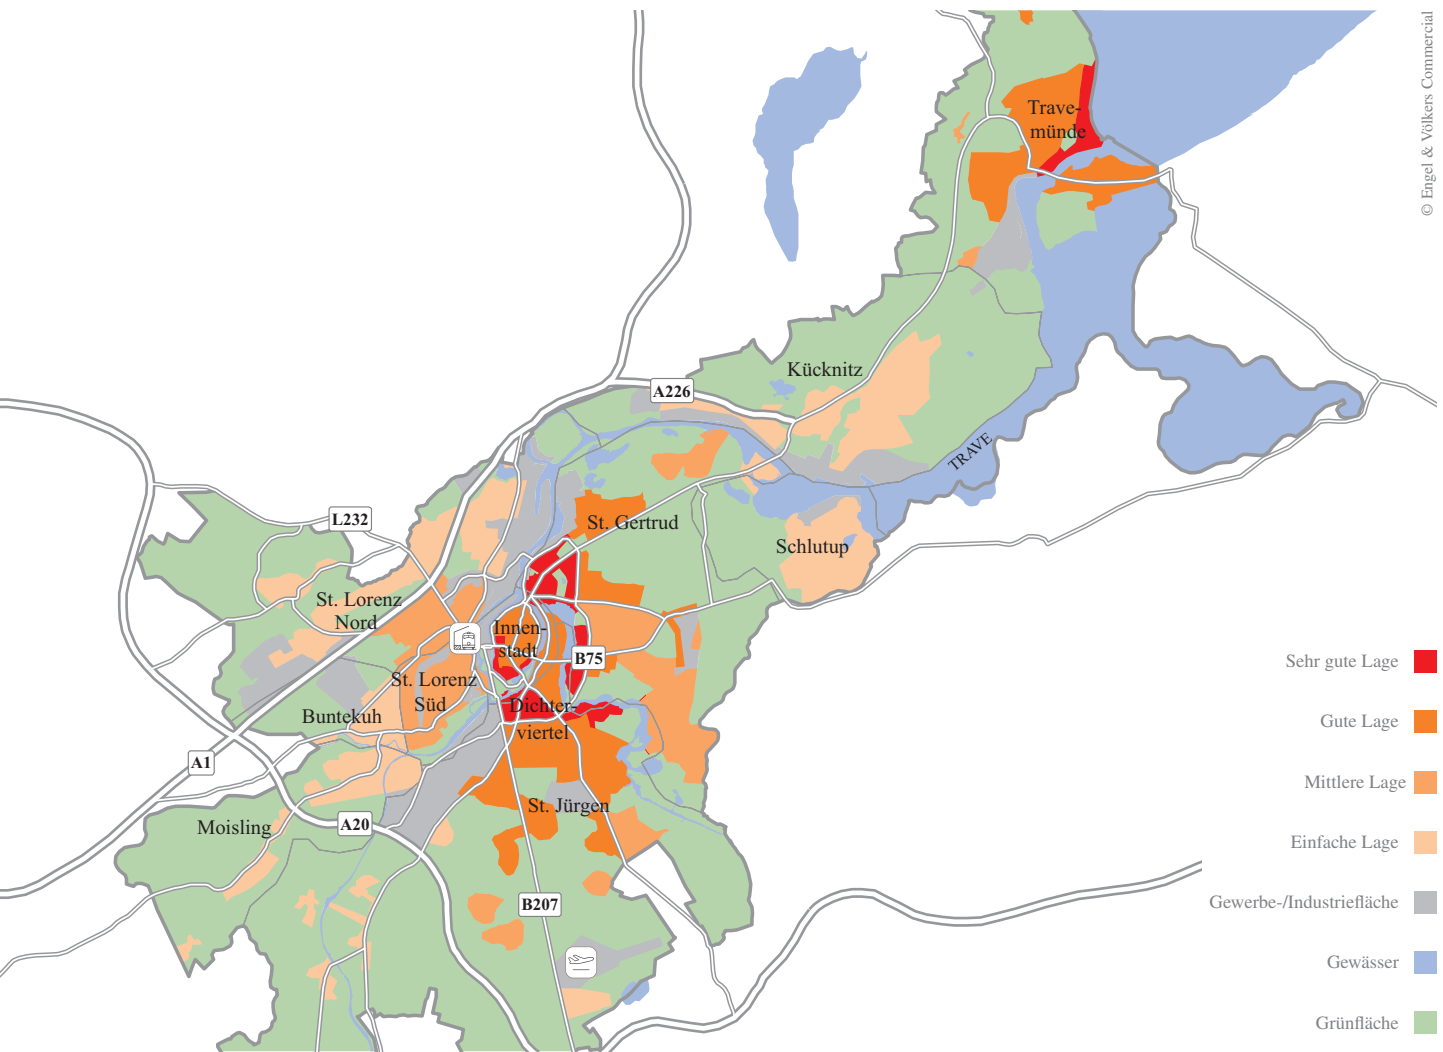 © Engel & Völkers Commercial
Trave-
münde
Kücknitz
A226
TRAVE
L232
St. Gertrud
Schlutup
St. Lorenz
Nord
Innen-
stadt
B75
St. Lorenz
Süd
Buntekuh
Dichter-
viertel
A1
St. Jürgen
Moisling
A20
B207
Sehr gute Lage
Gute Lage
Mittlere Lage
Einfache Lage
Gewerbe-/Industriefläche
Gewässer
Grünfläche